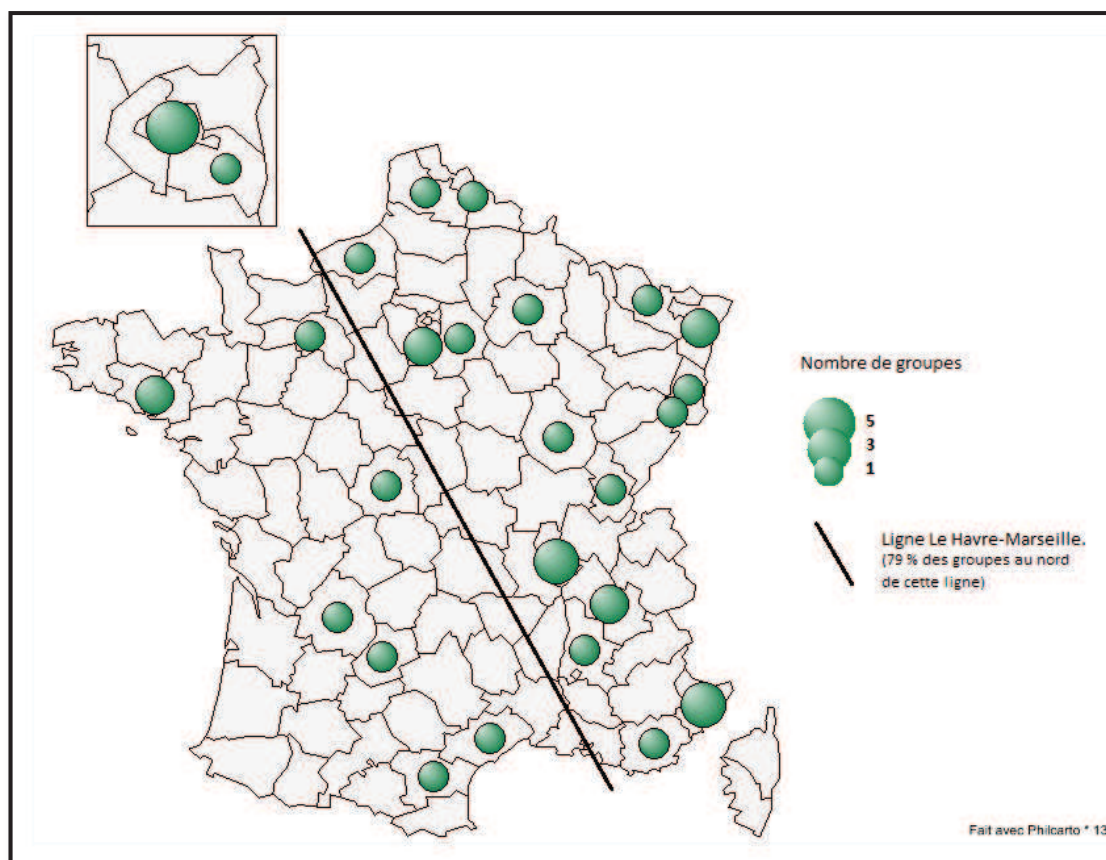 Nombre de groupes
5
3
1
Ligne Le Havre-Marseille.
(79 % des groupes au nord
de cette ligne)
Fait avec Philcarto * 13